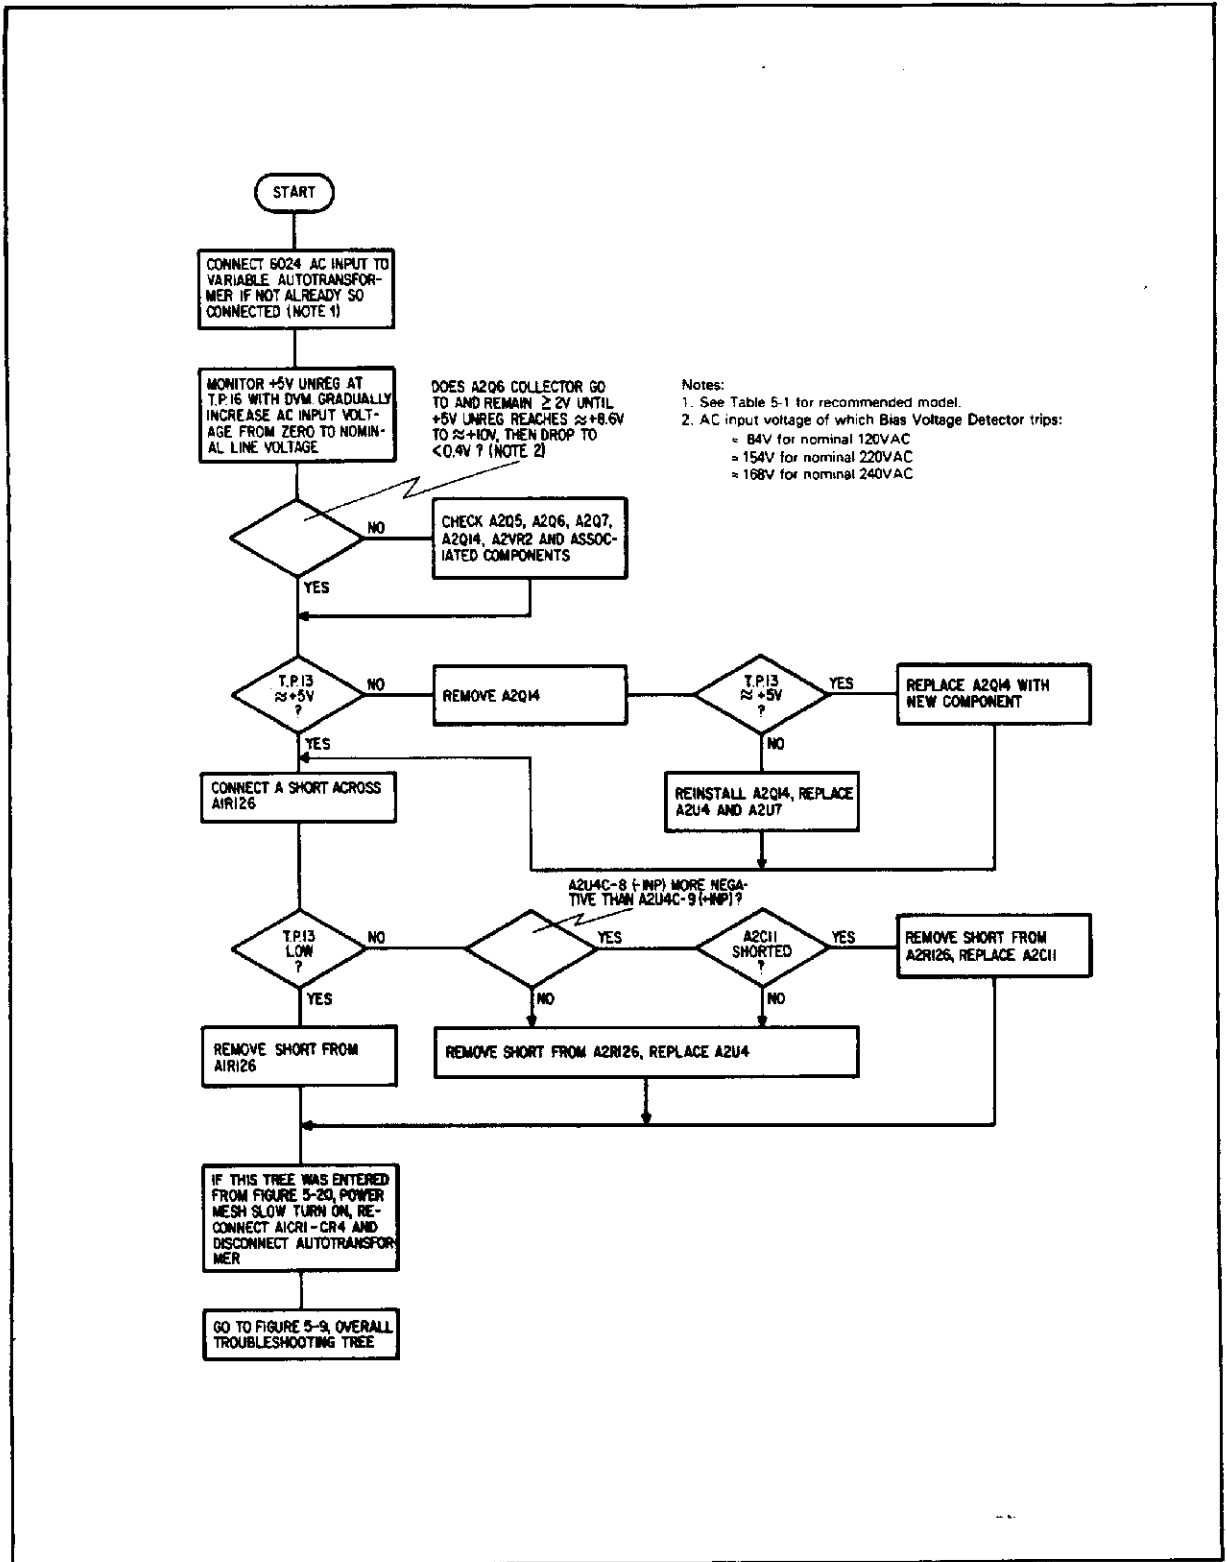 START
CONNECT 6024 AC INPUT TO
VARIABLE AUTOTRANSFOR-
MER IF NOT ALREADY SO
CONNECTED (NOTE 1)
MONITOR +5V UNREG AT
T.P.16 WITH DVM. GRADUALLY
INCREASE AC INPUT VOLT-
AGE FROM ZERO TO NOMIN-
AL LINE VOLTAGE
DOES A2Q6 COLLECTOR GO
TO AND REMAIN ≥ 2V UNTIL
+5V UNREG REACHES ≈+8.6V
TO ≈+10V, THEN DROP TO
<0.4V ? (NOTE 2)
Notes:
1. See Table 5-1 for recommended model.
2. AC input voltage of which Bias Voltage Detector trips:
≈ 84V for nominal 120VAC
≈ 154V for nominal 220VAC
≈ 168V for nominal 240VAC
NO
CHECK A2Q5, A2Q6, A2Q7,
A2Q14, A2VR2 AND ASSOC-
IATED COMPONENTS
YES
T.P.13
≈ +5V
?
NO
REMOVE A2Q14
T.P.13
≈ +5V
?
YES
REPLACE A2Q14 WITH
NEW COMPONENT
YES
NO
CONNECT A SHORT ACROSS
A1R126
REINSTALL A2Q14, REPLACE
A2U4 AND A2U7
A2U4C-8 (-INP) MORE NEGA-
TIVE THAN A2U4C-9 (+INP)?
T.P.13
LOW
?
NO
YES
A2C11
SHORTED
?
YES
REMOVE SHORT FROM
A2R126, REPLACE A2C11
YES
NO
NO
REMOVE SHORT FROM
A1R126
REMOVE SHORT FROM A2R126, REPLACE A2U4
IF THIS TREE WAS ENTERED
FROM FIGURE 5-20, POWER
MESH SLOW TURN ON, RE-
CONNECT A1CR1-CR4 AND
DISCONNECT AUTOTRANSFOR-
MER
GO TO FIGURE 5-9, OVERALL
TROUBLESHOOTING TREE